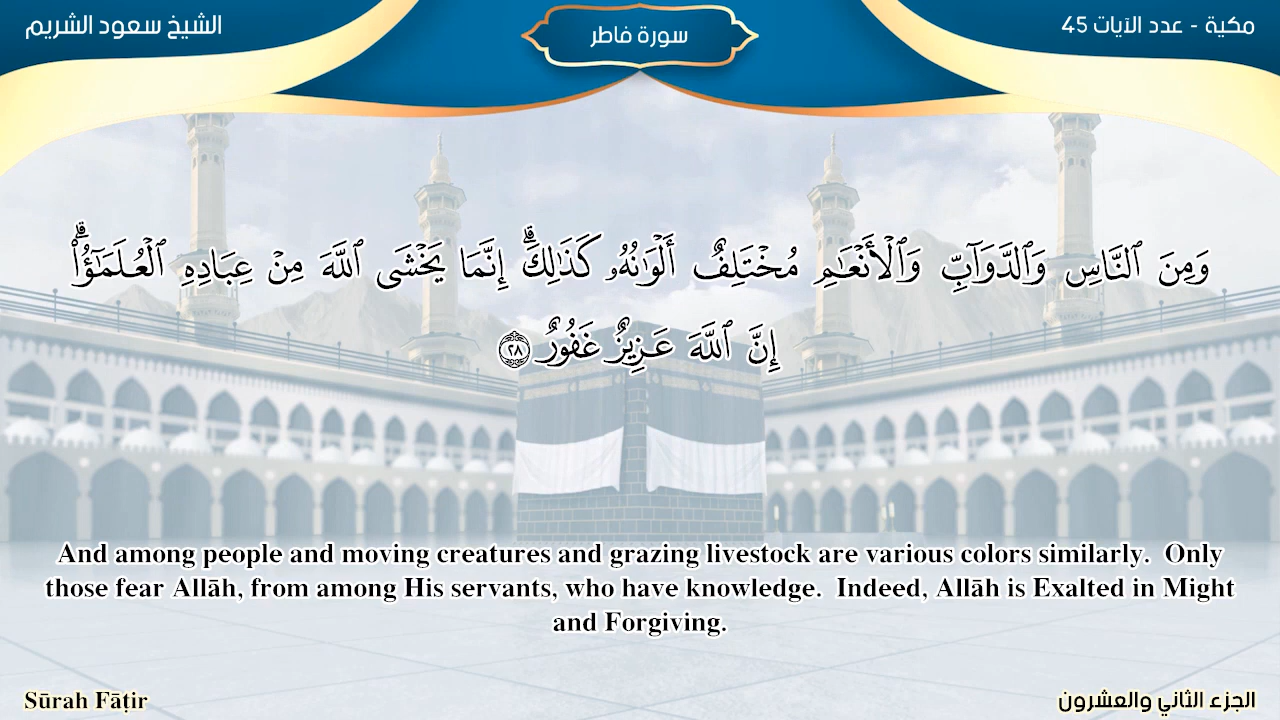 الشيخ سعود الشريم
سورة فاطر
مكية - عدد الآيات 45
وَمِنَ ٱلنَّاسِ وَٱلدَّوَآبِّ وَٱلْأَنْعَـٰمِ مُخْتَلِفٌ أَلْوَٰنُهُۥ كَذَٰلِكَ ۗ إِنَّمَا يَخْشَى ٱللَّهَ مِنْ عِبَادِهِ ٱلْعُلَمَـٰٓؤُا۟ ۗ
إِنَّ ٱللَّهَ عَزِيزٌ غَفُورٌ ٢٨
And among people and moving creatures and grazing livestock are various colors similarly. Only
those fear Allāh, from among His servants, who have knowledge. Indeed, Allāh is Exalted in Might
and Forgiving.
Sūrah Fāṭir
الجزء الثاني والعشرون